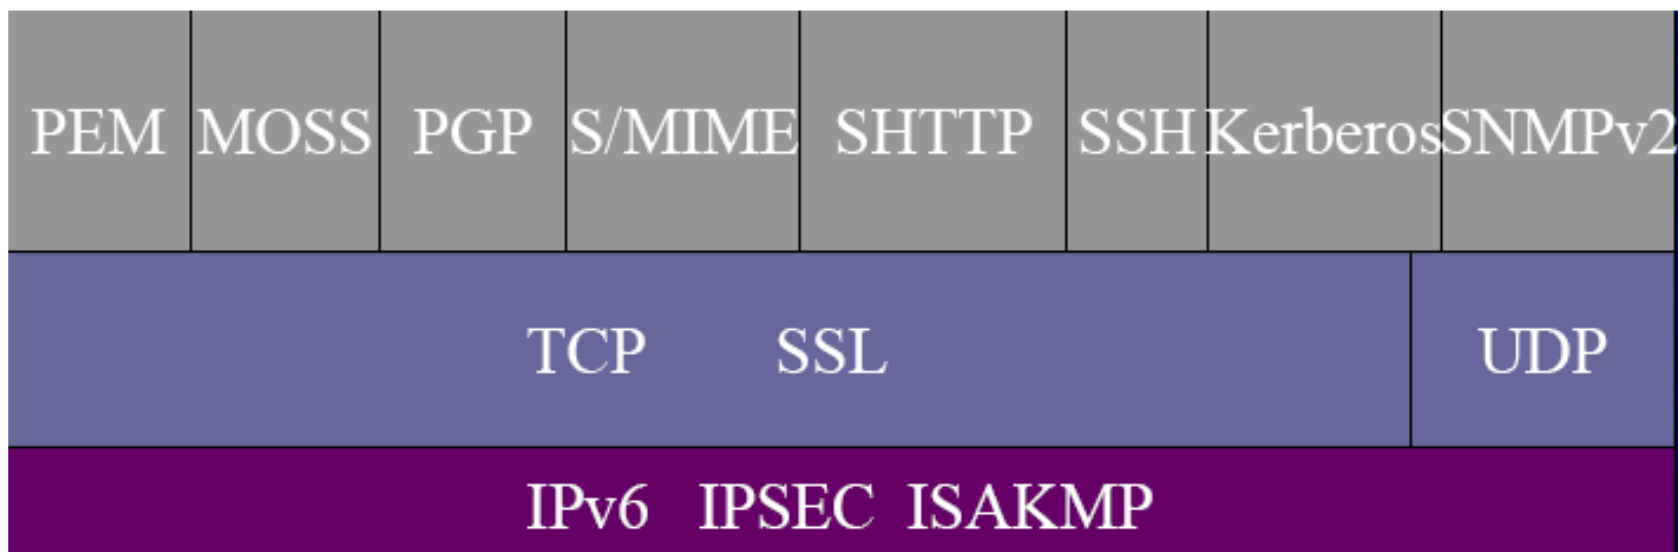 PEM MOSS PGP S/MIME SHTTP SSH Kerberos SNMPv2
TCP SSL UDP
IPv6 IPSEC ISAKMP